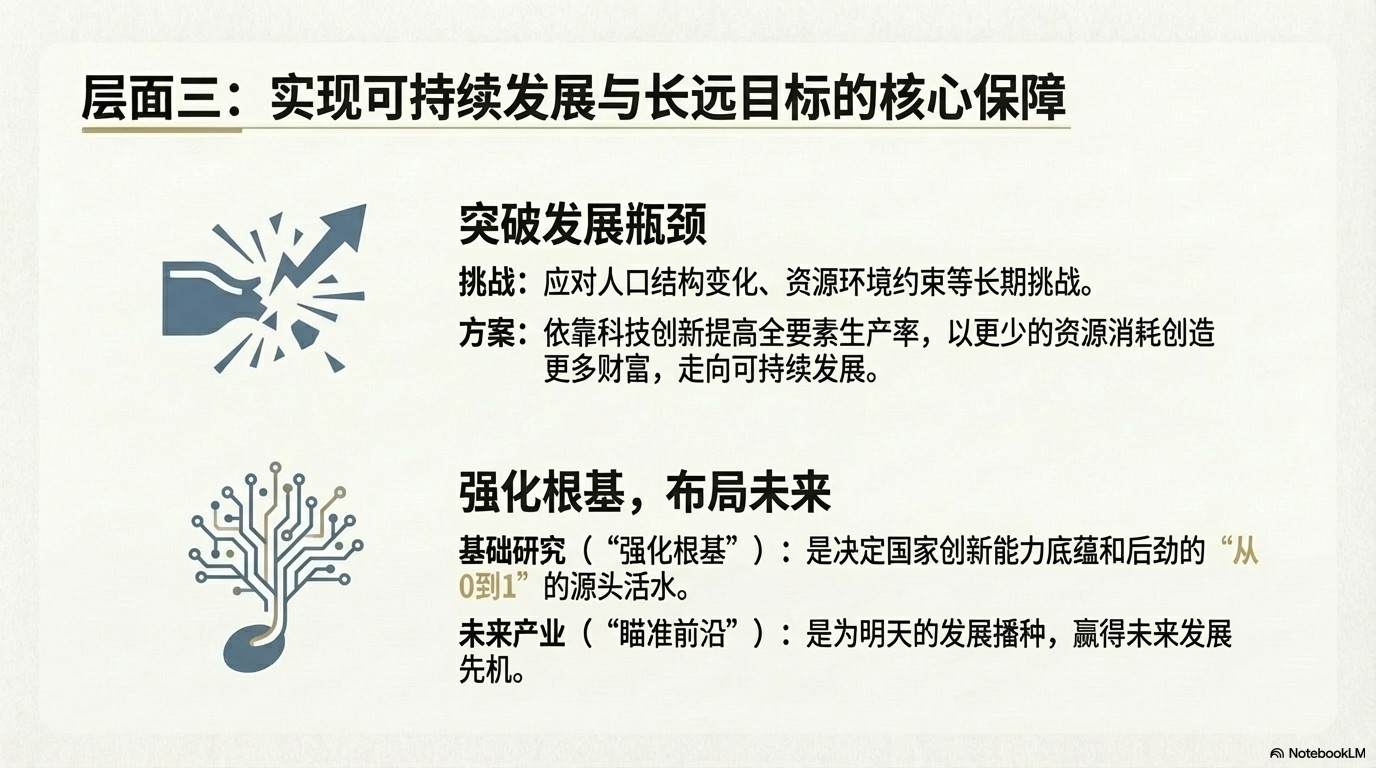 层面三：实现可持续发展与长远目标的核心保障
突破发展瓶颈
挑战：应对人口结构变化、资源环境约束等长期挑战。
方案：依靠科技创新提高全要素生产率，以更少的资源消耗创造
更多财富，走向可持续发展。
强化根基，布局未来
基础研究（“强化根基”）：是决定国家创新能力底蕴和后劲的“从
0到1”的源头活水。
未来产业（“瞄准前沿”）：是为明天的发展播种，赢得未来发展
先机。
NotebookLM